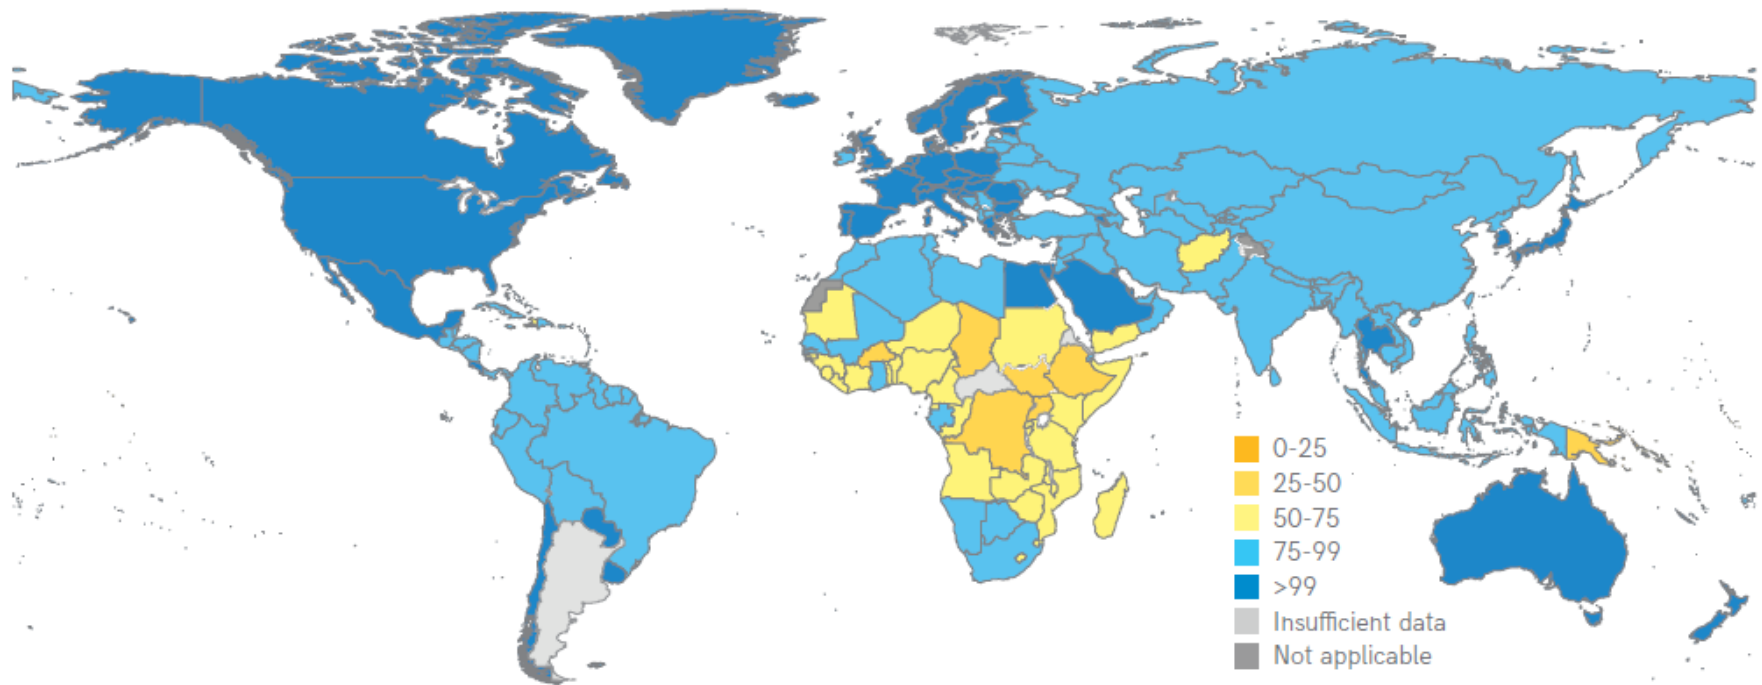 0-25
25-50
50-75
75-99
>99
Insufficient data
Not applicable